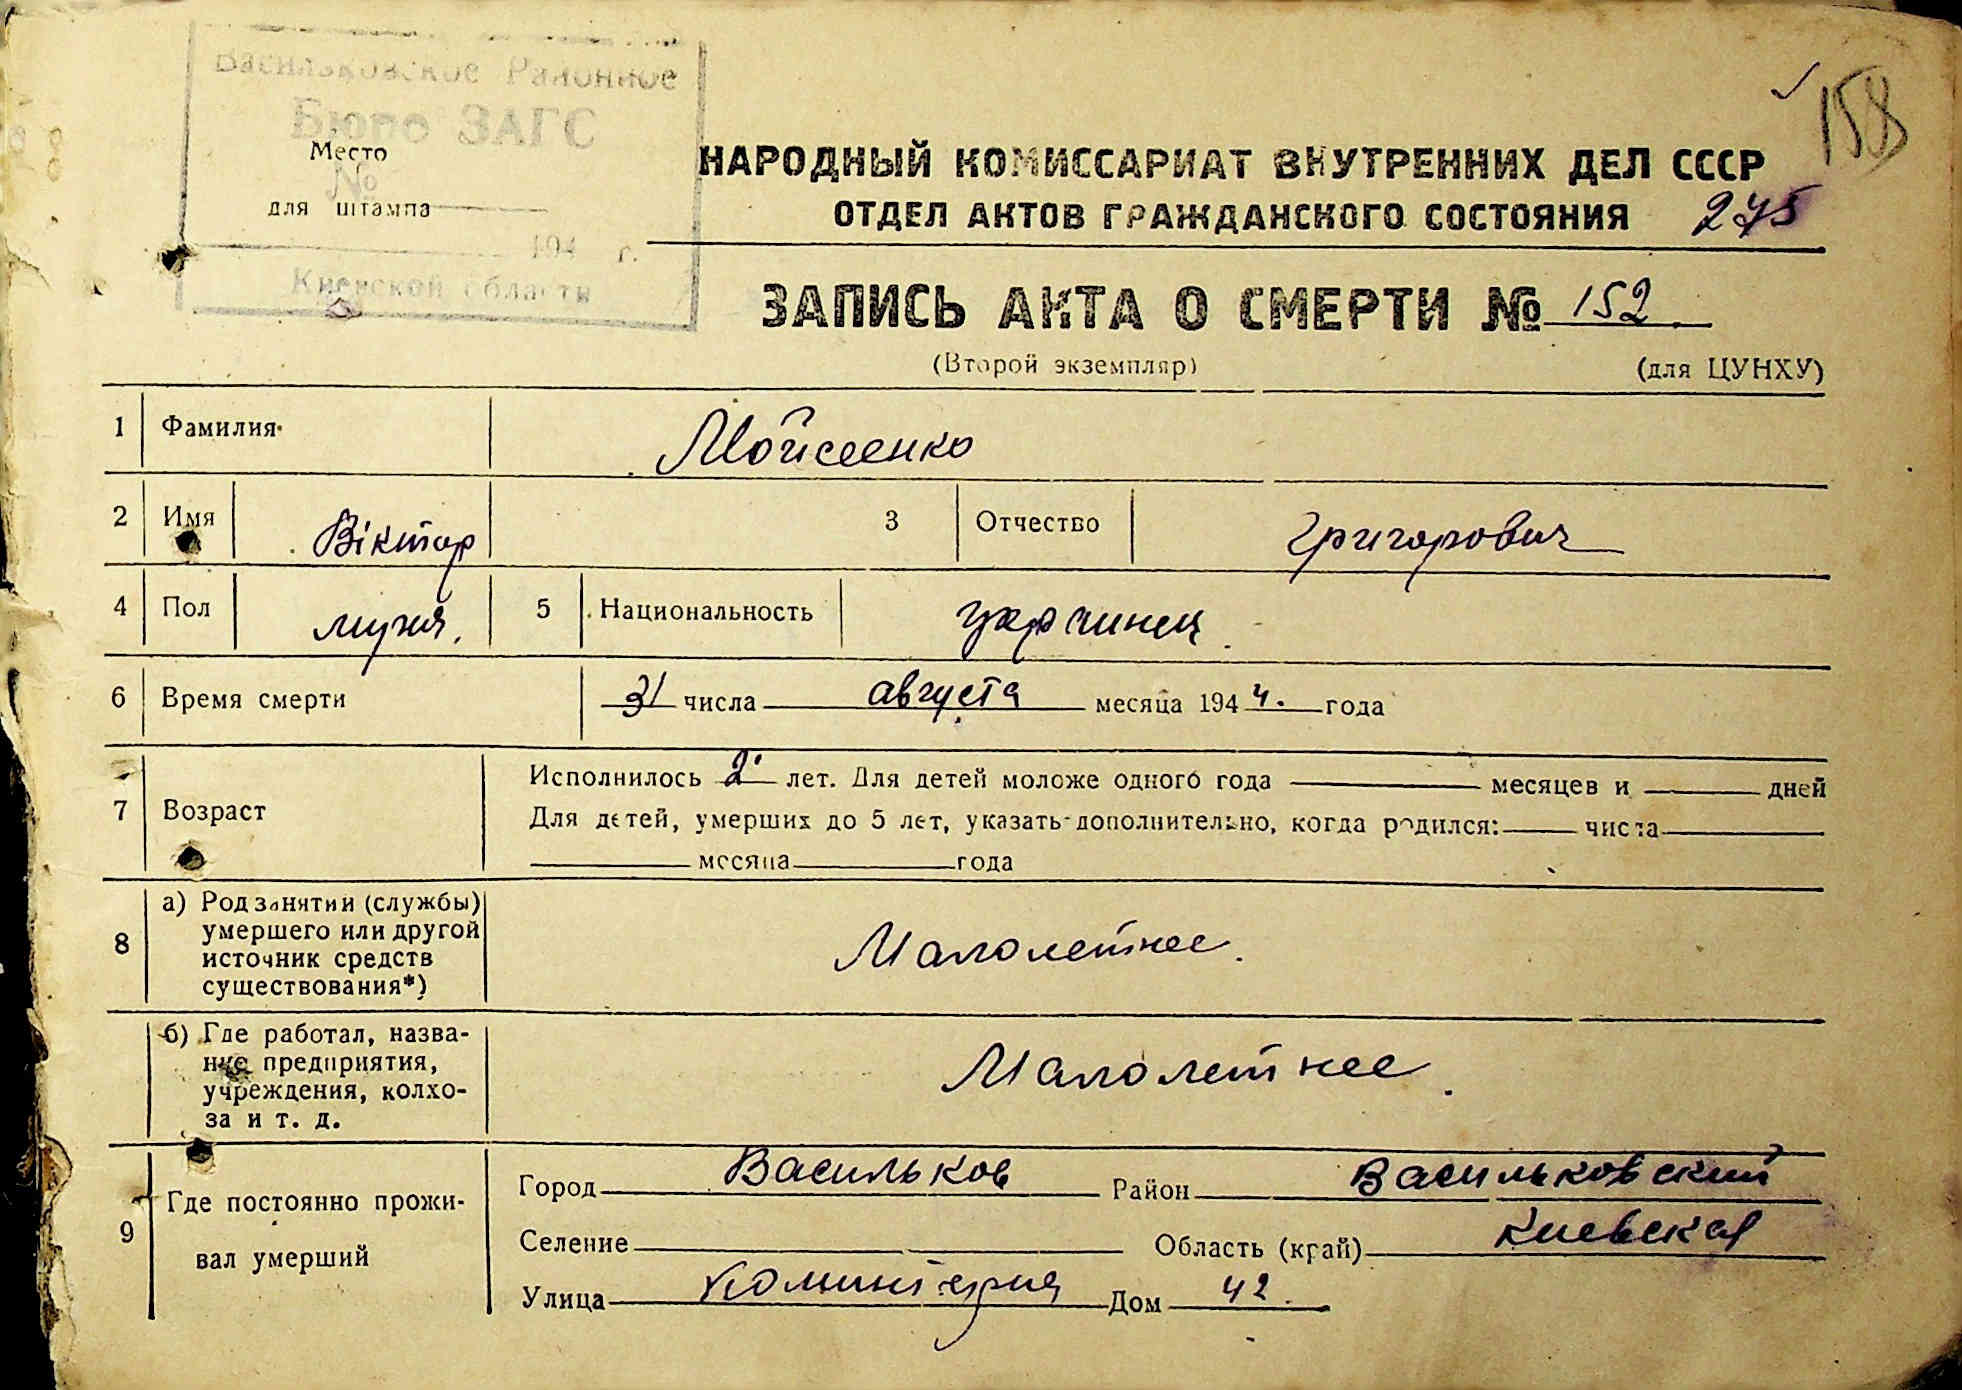 Васильковское Районное
Бюро ЗАГС
Место
№
для штампа
194 г.
Киевской области
158
НАРОДНЫЙ КОМИССАРИАТ ВНУТРЕННИХ ДЕЛ СССР
ОТДЕЛ АКТОВ ГРАЖДАНСКОГО СОСТОЯНИЯ 275
ЗАПИСЬ АКТА О СМЕРТИ № 152
(Второй экземпляр) (для ЦУНХУ)
1 Фамилия Мойсеенко
2 Имя Віктор 3 Отчество Григорович
4 Пол мужя. 5 Национальность украинец
6 Время смерти 31 числа августа месяца 1944. года
7 Возраст
Исполнилось 2 лет. Для детей моложе одного года месяцев и дней
Для детей, умерших до 5 лет, указать дополнительно, когда родился: числа
месяца года
8 а) Род занятий (службы)
умершего или другой
источник средств
существования*)
Малолетнее.
б) Где работал, назва-
ние предприятия,
учреждения, колхо-
за и т. д.
Малолетнее.
9 Где постоянно прожи-
вал умерший
Город Васильков Район Васильковский
Селение Область (край) Киевская
Улица Коминтерна Дом 42.